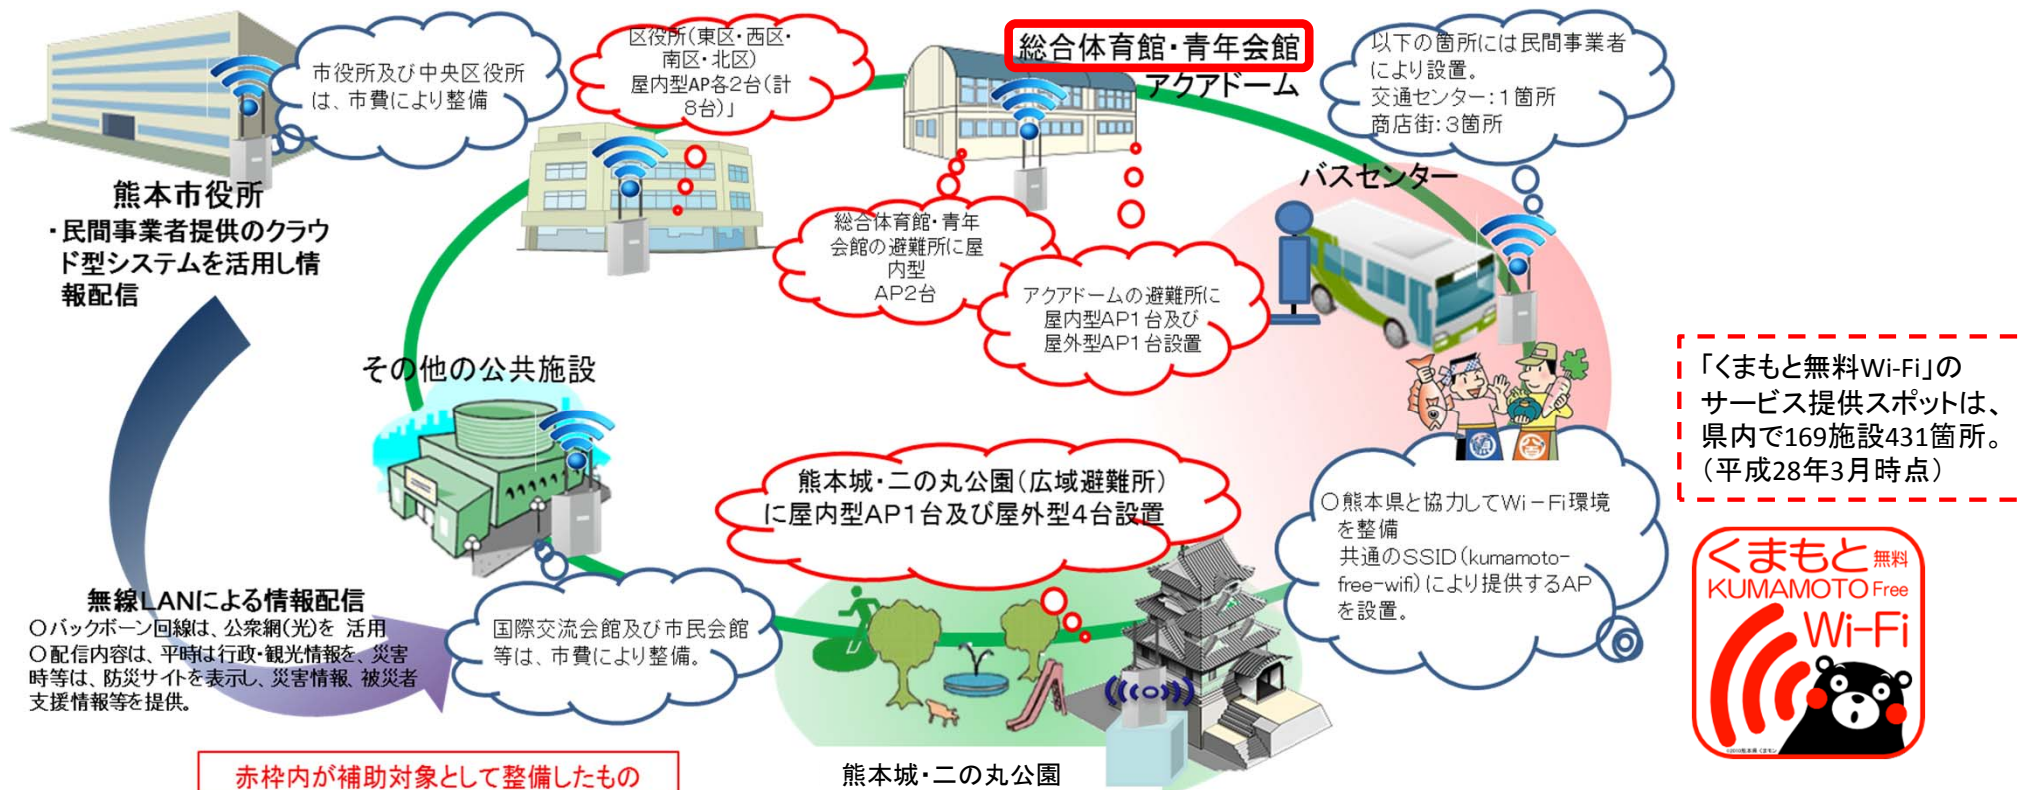 市役所及び中央区役所
は、市費により整備
区役所(東区・西区・
南区・北区)
屋内型AP各2台(計
8台)」
総合体育館・青年会館
アクアドーム
以下の箇所には民間事業者
により設置。
交通センター:1箇所
商店街:3箇所
熊本市役所
・民間事業者提供のクラウ
ド型システムを活用し情
報配信
総合体育館・青年
会館の避難所に屋
内型
AP2台
アクアドームの避難所に
屋内型AP1台及び
屋外型AP1台設置
バスセンター
その他の公共施設
「くまもと無料Wi-Fi」の
サービス提供スポットは、
県内で169施設431箇所。
(平成28年3月時点)
熊本城・二の丸公園(広域避難所)
に屋内型AP1台及び屋外型4台設置
○熊本県と協力してWi-Fi環境
を整備
共通のSSID(kumamoto-
free-wifi)により提供するAP
を設置。
くまもと 無料
KUMAMOTO Free
Wi-Fi
©2010熊本県くまモン
無線LANによる情報配信
○バックボーン回線は、公衆網(光)を 活用
○配信内容は、平時は行政・観光情報を、災害
時等は、防災サイトを表示し、災害情報、被災者
支援情報等を提供。
国際交流会館及び市民会館
等は、市費により整備。
赤枠内が補助対象として整備したもの
熊本城・二の丸公園